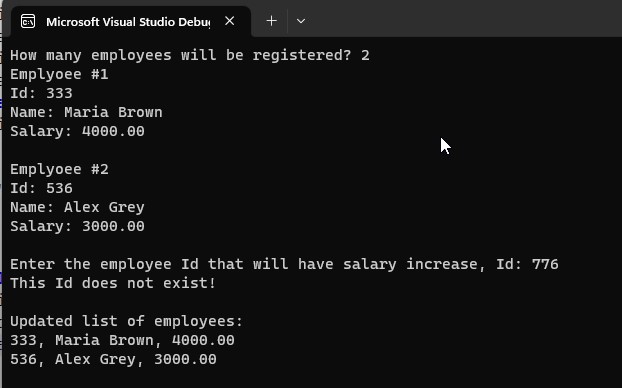 Microsoft Visual Studio Debug
How many employees will be registered? 2
Emplyoee #1
Id: 333
Name: Maria Brown
Salary: 4000.00
Emplyoee #2
Id: 536
Name: Alex Grey
Salary: 3000.00
Enter the employee Id that will have salary increase, Id: 776
This Id does not exist!
Updated list of employees:
333, Maria Brown, 4000.00
536, Alex Grey, 3000.00